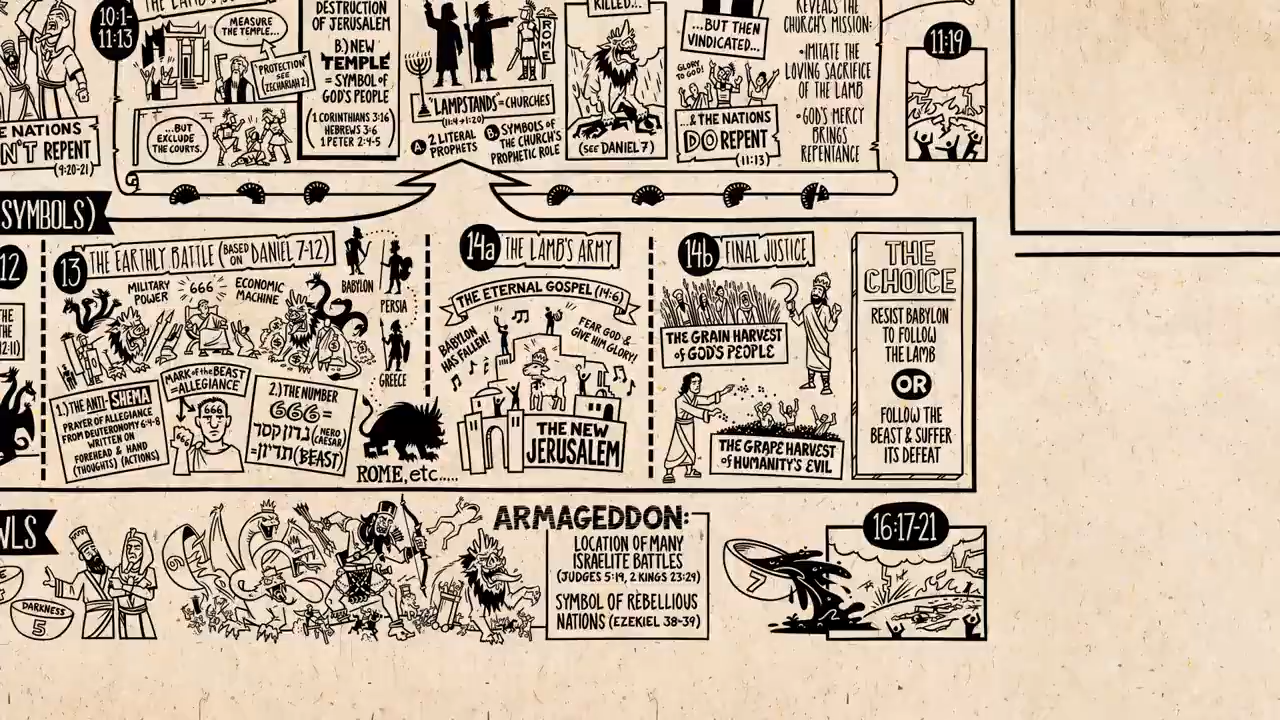 10:1-
11:13
MEASURE
THE TEMPLE...
"PROTECTION"
SEE
ZECHARIAH 2
...BUT
EXCLUDE
THE COURTS.
DESTRUCTION
OF JERUSALEM
B.) NEW
TEMPLE
= SYMBOL of
GOD'S PEOPLE
1 CORINTHIANS 3:16
HEBREWS 3:6
1 PETER 2:4-5
ROME
"LAMPSTANDS" = CHURCHES
(11:4→1:20)
A. 2 LITERAL
PROPHETS
B. SYMBOLS of
THE CHURCH'S
PROPHETIC ROLE
KILLED...
(SEE DANIEL 7)
...BUT THEN
VINDICATED...
GLORY
TO GOD!
...& THE NATIONS
DO REPENT
(11:13)
REVEALS THE
CHURCH'S MISSION:
•IMITATE THE
LOVING SACRIFICE
OF THE LAMB
•GOD'S MERCY
BRINGS
REPENTANCE
11:19
E NATIONS
N'T REPENT
(9:20-21)
SYMBOLS)
12
THE
THE
12:11)
13 THE EARTHLY BATTLE (BASED ON DANIEL 7-12)
MILITARY
POWER
666
ECONOMIC
MACHINE
BABYLON
PERSIA
GREECE
ROME, etc.....
1.) THE ANTI-SHEMA
PRAYER OF ALLEGIANCE
FROM DEUTERONOMY 6:4-8
WRITTEN ON
FOREHEAD & HAND
(THOUGHTS) (ACTIONS)
MARK of the BEAST
=ALLEGIANCE
666
666
2.) THE NUMBER
666=
נרון קסר (NERO CAESAR)
=תריון (BEAST)
14a THE LAMB'S ARMY
THE ETERNAL GOSPEL (14:6)
BABYLON
HAS FALLEN!
FEAR GOD &
GIVE HIM GLORY!
THE NEW
JERUSALEM
14b FINAL JUSTICE
THE GRAIN HARVEST
of GOD'S PEOPLE
THE GRAPE HARVEST
of HUMANITY'S EVIL
THE
CHOICE
RESIST BABYLON
TO FOLLOW
THE LAMB
OR
FOLLOW THE
BEAST & SUFFER
ITS DEFEAT
WLS
DARKNESS
5
ARMAGEDDON:
LOCATION OF MANY
ISRAELITE BATTLES
(JUDGES 5:19, 2 KINGS 23:29)
SYMBOL OF REBELLIOUS
NATIONS (EZEKIEL 38-39)
7
16:17-21